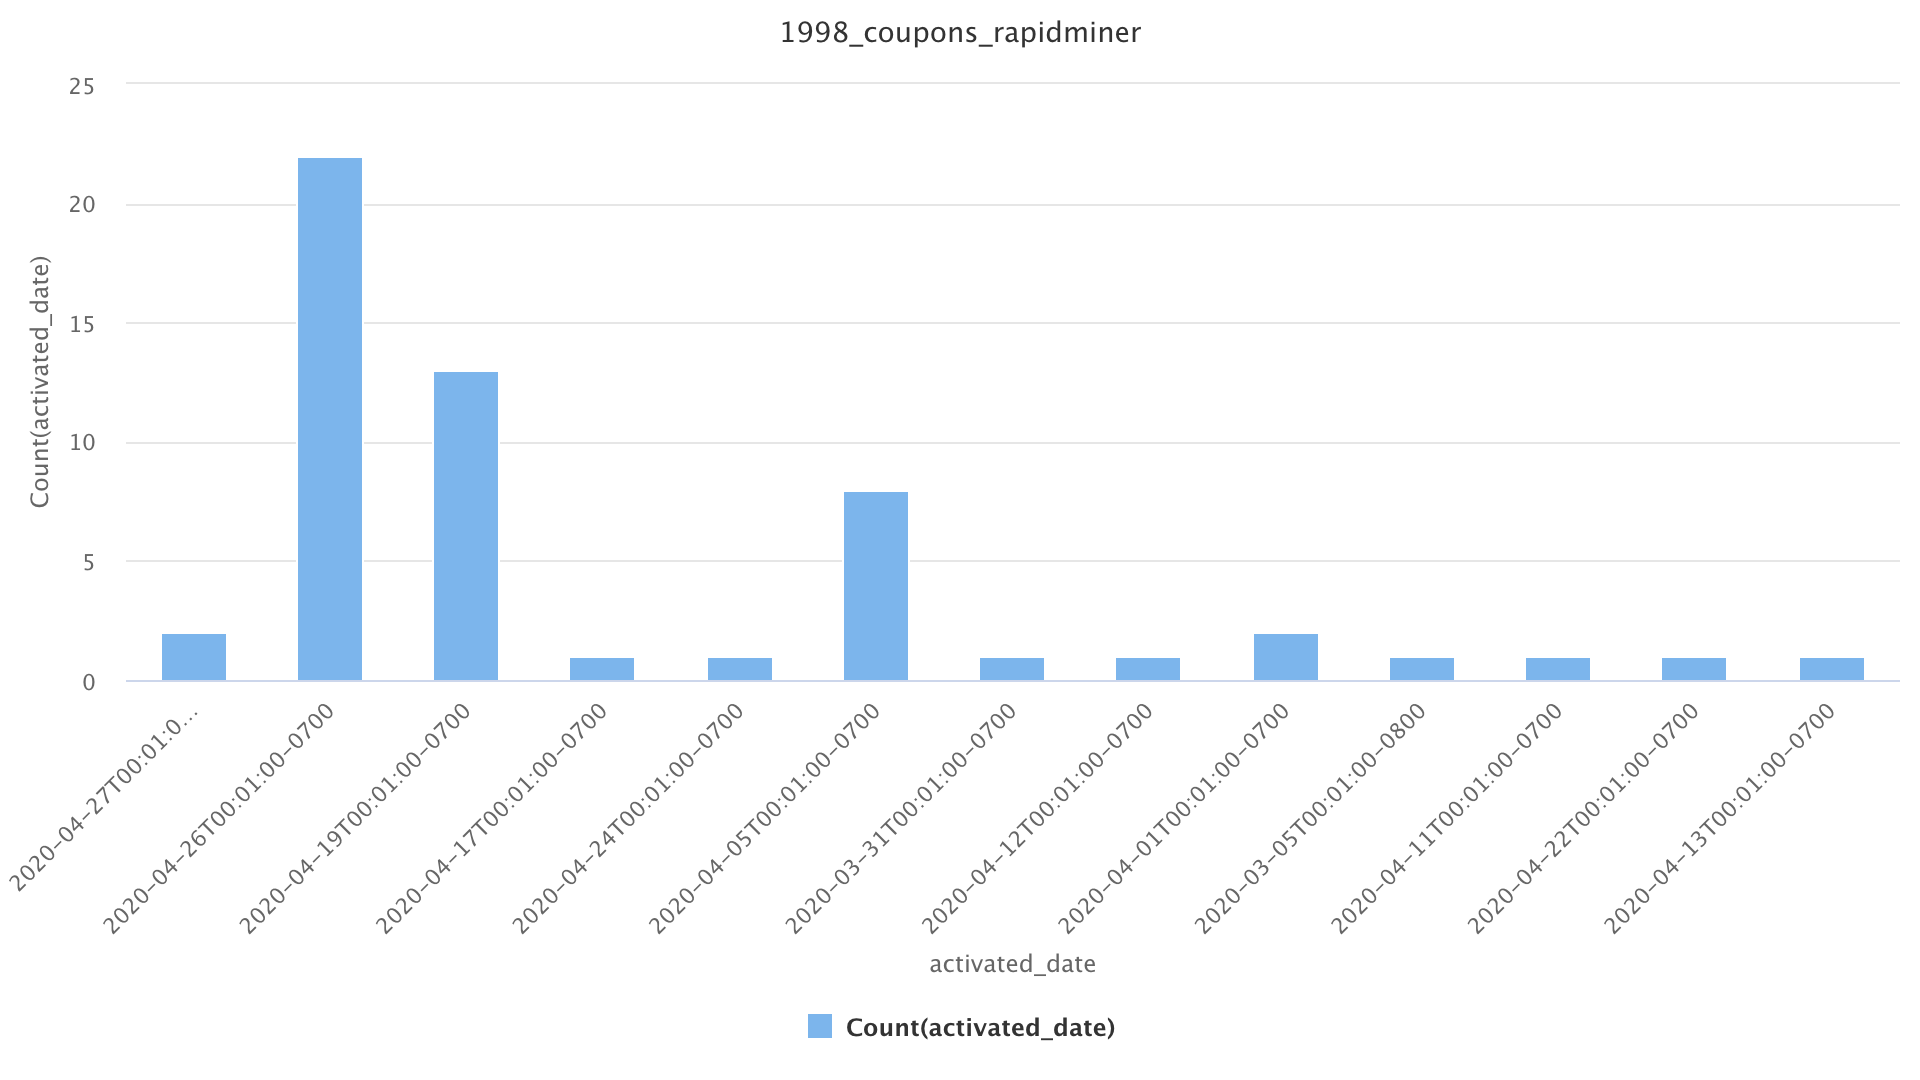 1998_coupons_rapidminer
25
20
15
10
5
0
Count(activated_date)
2020-04-27T00:01:0...
2020-04-26T00:01:00-0700
2020-04-19T00:01:00-0700
2020-04-17T00:01:00-0700
2020-04-24T00:01:00-0700
2020-04-05T00:01:00-0700
2020-03-31T00:01:00-0700
2020-04-12T00:01:00-0700
2020-04-01T00:01:00-0700
2020-03-05T00:01:00-0800
2020-04-11T00:01:00-0700
2020-04-22T00:01:00-0700
2020-04-13T00:01:00-0700
activated_date
Count(activated_date)